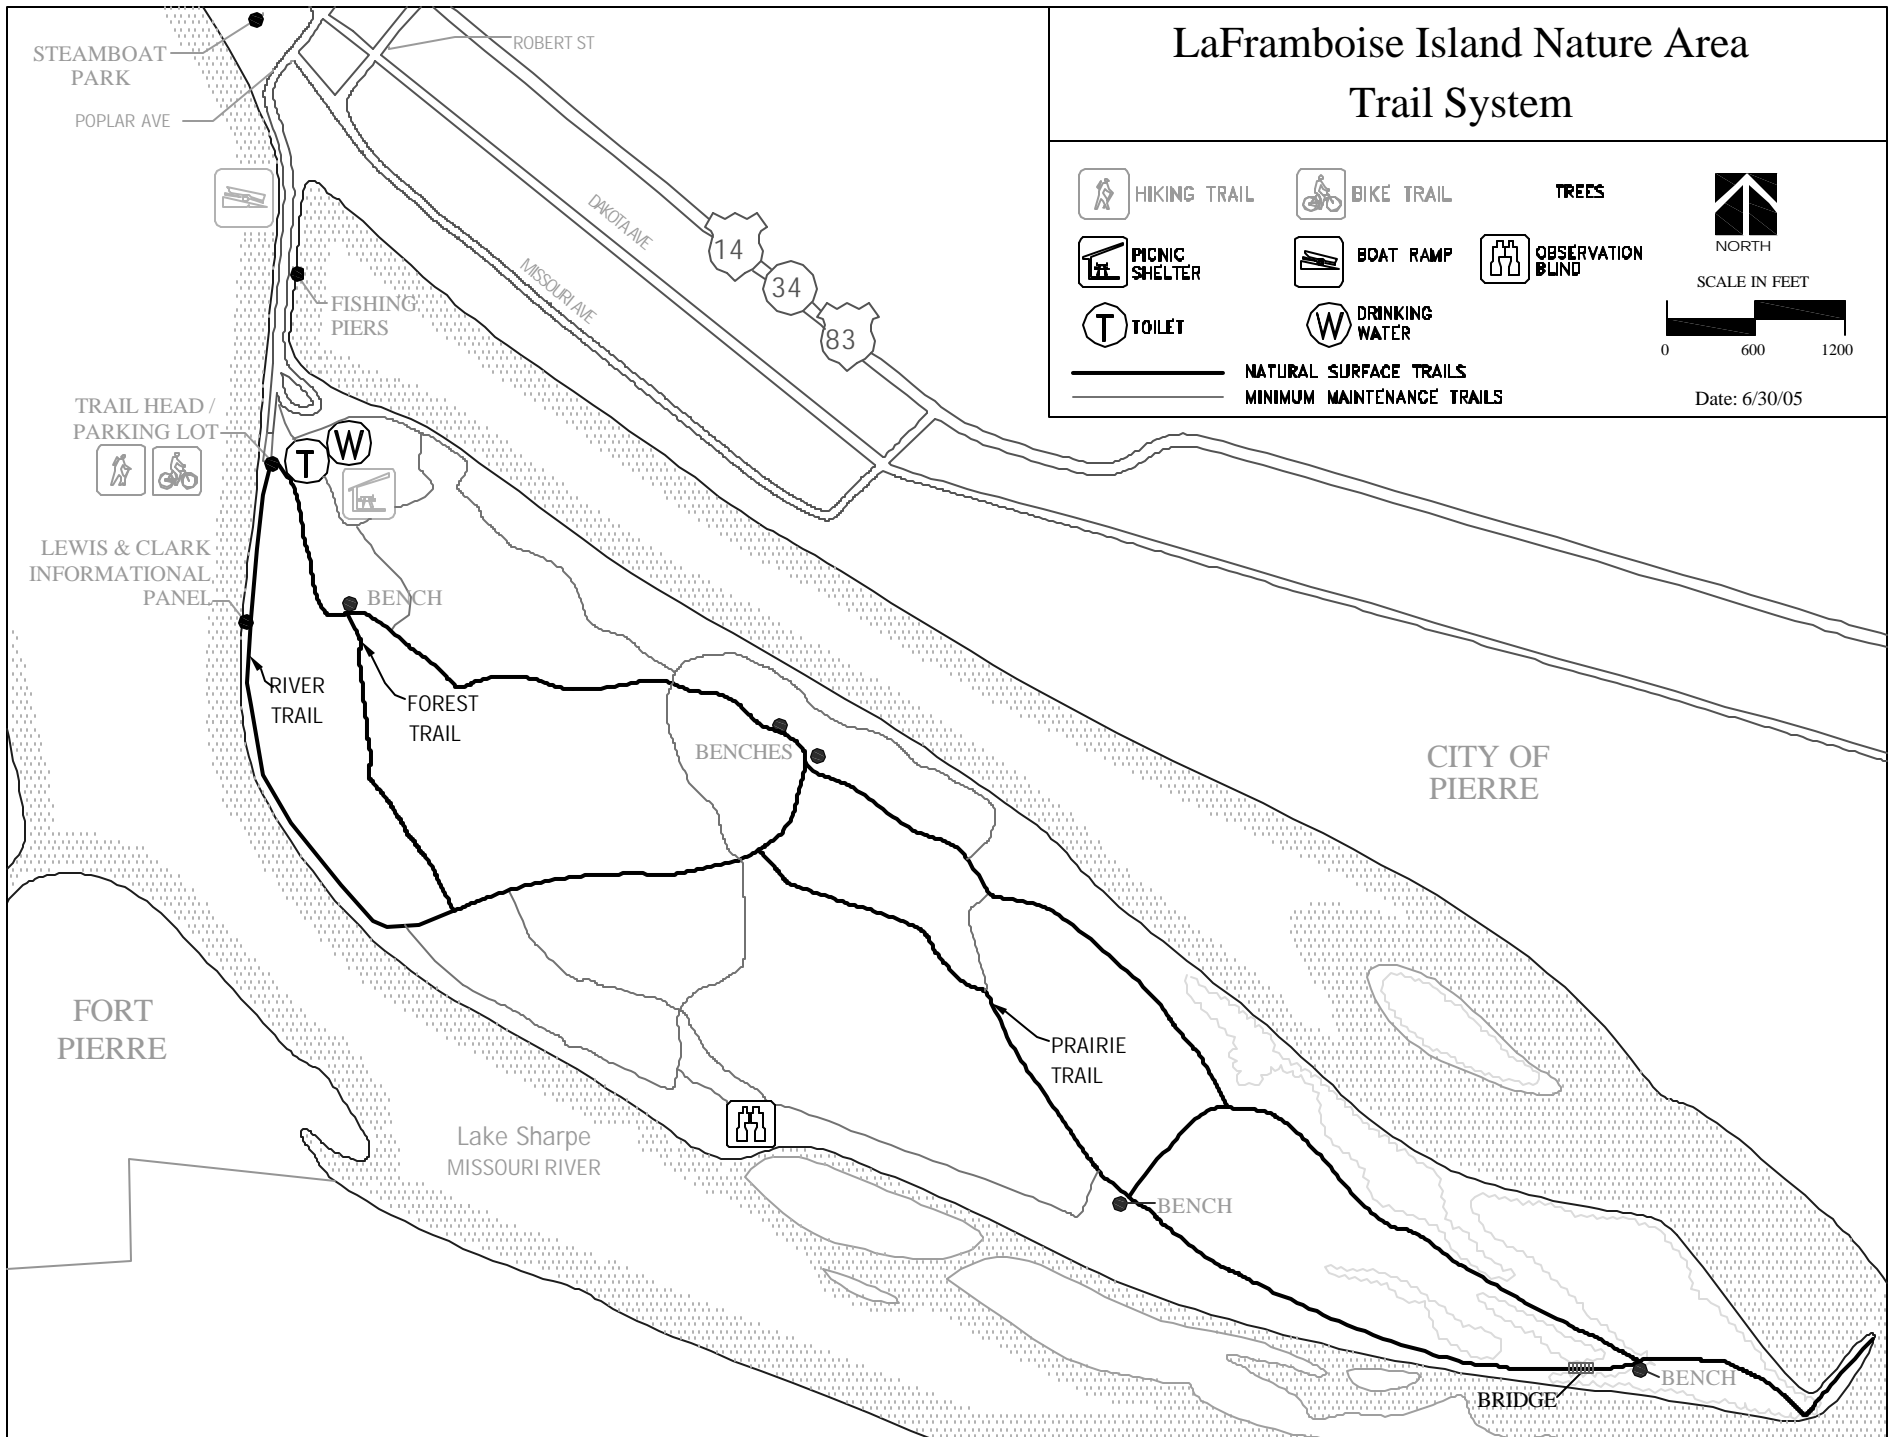 LaFramboise Island Nature Area
Trail System
HIKING TRAIL
BIKE TRAIL
TREES
NORTH
PICNIC
SHELTER
BOAT RAMP
OBSERVATION
BLIND
SCALE IN FEET
0 600 1200
T TOILET
W DRINKING
WATER
NATURAL SURFACE TRAILS
MINIMUM MAINTENANCE TRAILS
Date: 6/30/05
STEAMBOAT
PARK
ROBERT ST
POPLAR AVE
DAKOTA AVE
MISSOURI AVE
14
34
83
FISHING
PIERS
TRAIL HEAD /
PARKING LOT
T
W
LEWIS & CLARK
INFORMATIONAL
PANEL
BENCH
RIVER
TRAIL
FOREST
TRAIL
BENCHES
CITY OF
PIERRE
FORT
PIERRE
PRAIRIE
TRAIL
Lake Sharpe
MISSOURI RIVER
BENCH
BENCH
BRIDGE